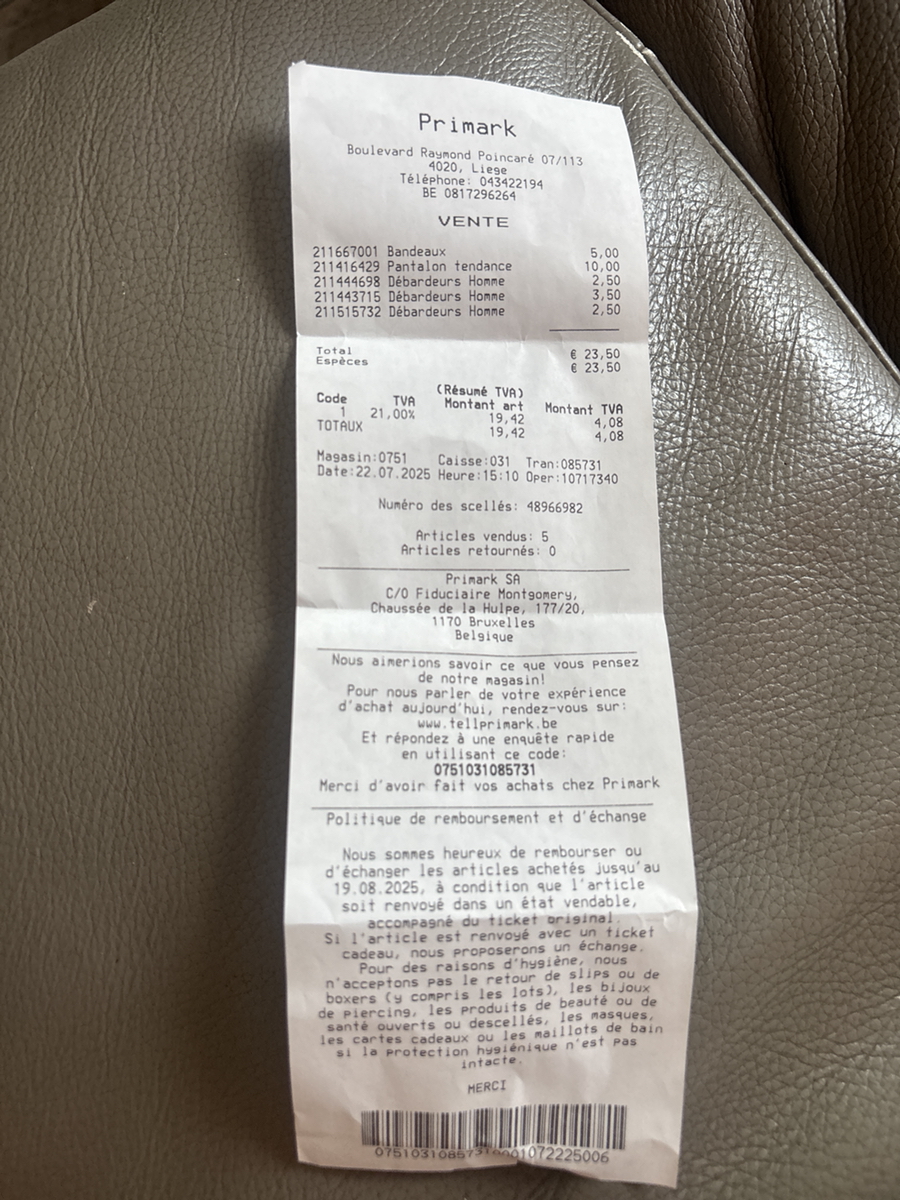 Primark
Boulevard Raymond Poincaré 07/113
4020, Liege
Téléphone: 043422194
BE 0817296264
VENTE
211667001 Bandeaux 5,00
211416429 Pantalon tendance 10,00
211444698 Débardeurs Homme 2,50
211443715 Débardeurs Homme 3,50
211515732 Débardeurs Homme 2,50
Total € 23,50
Espèces € 23,50
(Résumé TVA)
Code TVA Montant art Montant TVA
1 21,00% 19,42 4,08
TOTAUX 19,42 4,08
Magasin:0751 Caisse:031 Tran:085731
Date:22.07.2025 Heure:15:10 Oper:10717340
Numéro des scellés: 48966982
Articles vendus: 5
Articles retournés: 0
Primark SA
C/O Fiduciaire Montgomery,
Chaussée de la Hulpe, 177/20,
1170 Bruxelles
Belgique
Nous aimerions savoir ce que vous pensez
de notre magasin!
Pour nous parler de votre expérience
d'achat aujourd'hui, rendez-vous sur:
www.tellprimark.be
Et répondez à une enquête rapide
en utilisant ce code:
0751031085731
Merci d'avoir fait vos achats chez Primark
Politique de remboursement et d'échange
Nous sommes heureux de rembourser ou
d'échanger les articles achetés jusqu'au
19.08.2025, à condition que l'article
soit renvoyé dans un état vendable,
accompagné du ticket original.
Si l'article est renvoyé avec un ticket
cadeau, nous proposerons un échange.
Pour des raisons d'hygiène, nous
n'acceptons pas le retour de slips ou de
boxers (y compris les lots), les bijoux
de piercing, les produits de beauté ou de
santé ouverts ou descellés, les masques,
les cartes cadeaux ou les maillots de bain
si la protection hygiénique n'est pas
intacte.
MERCI